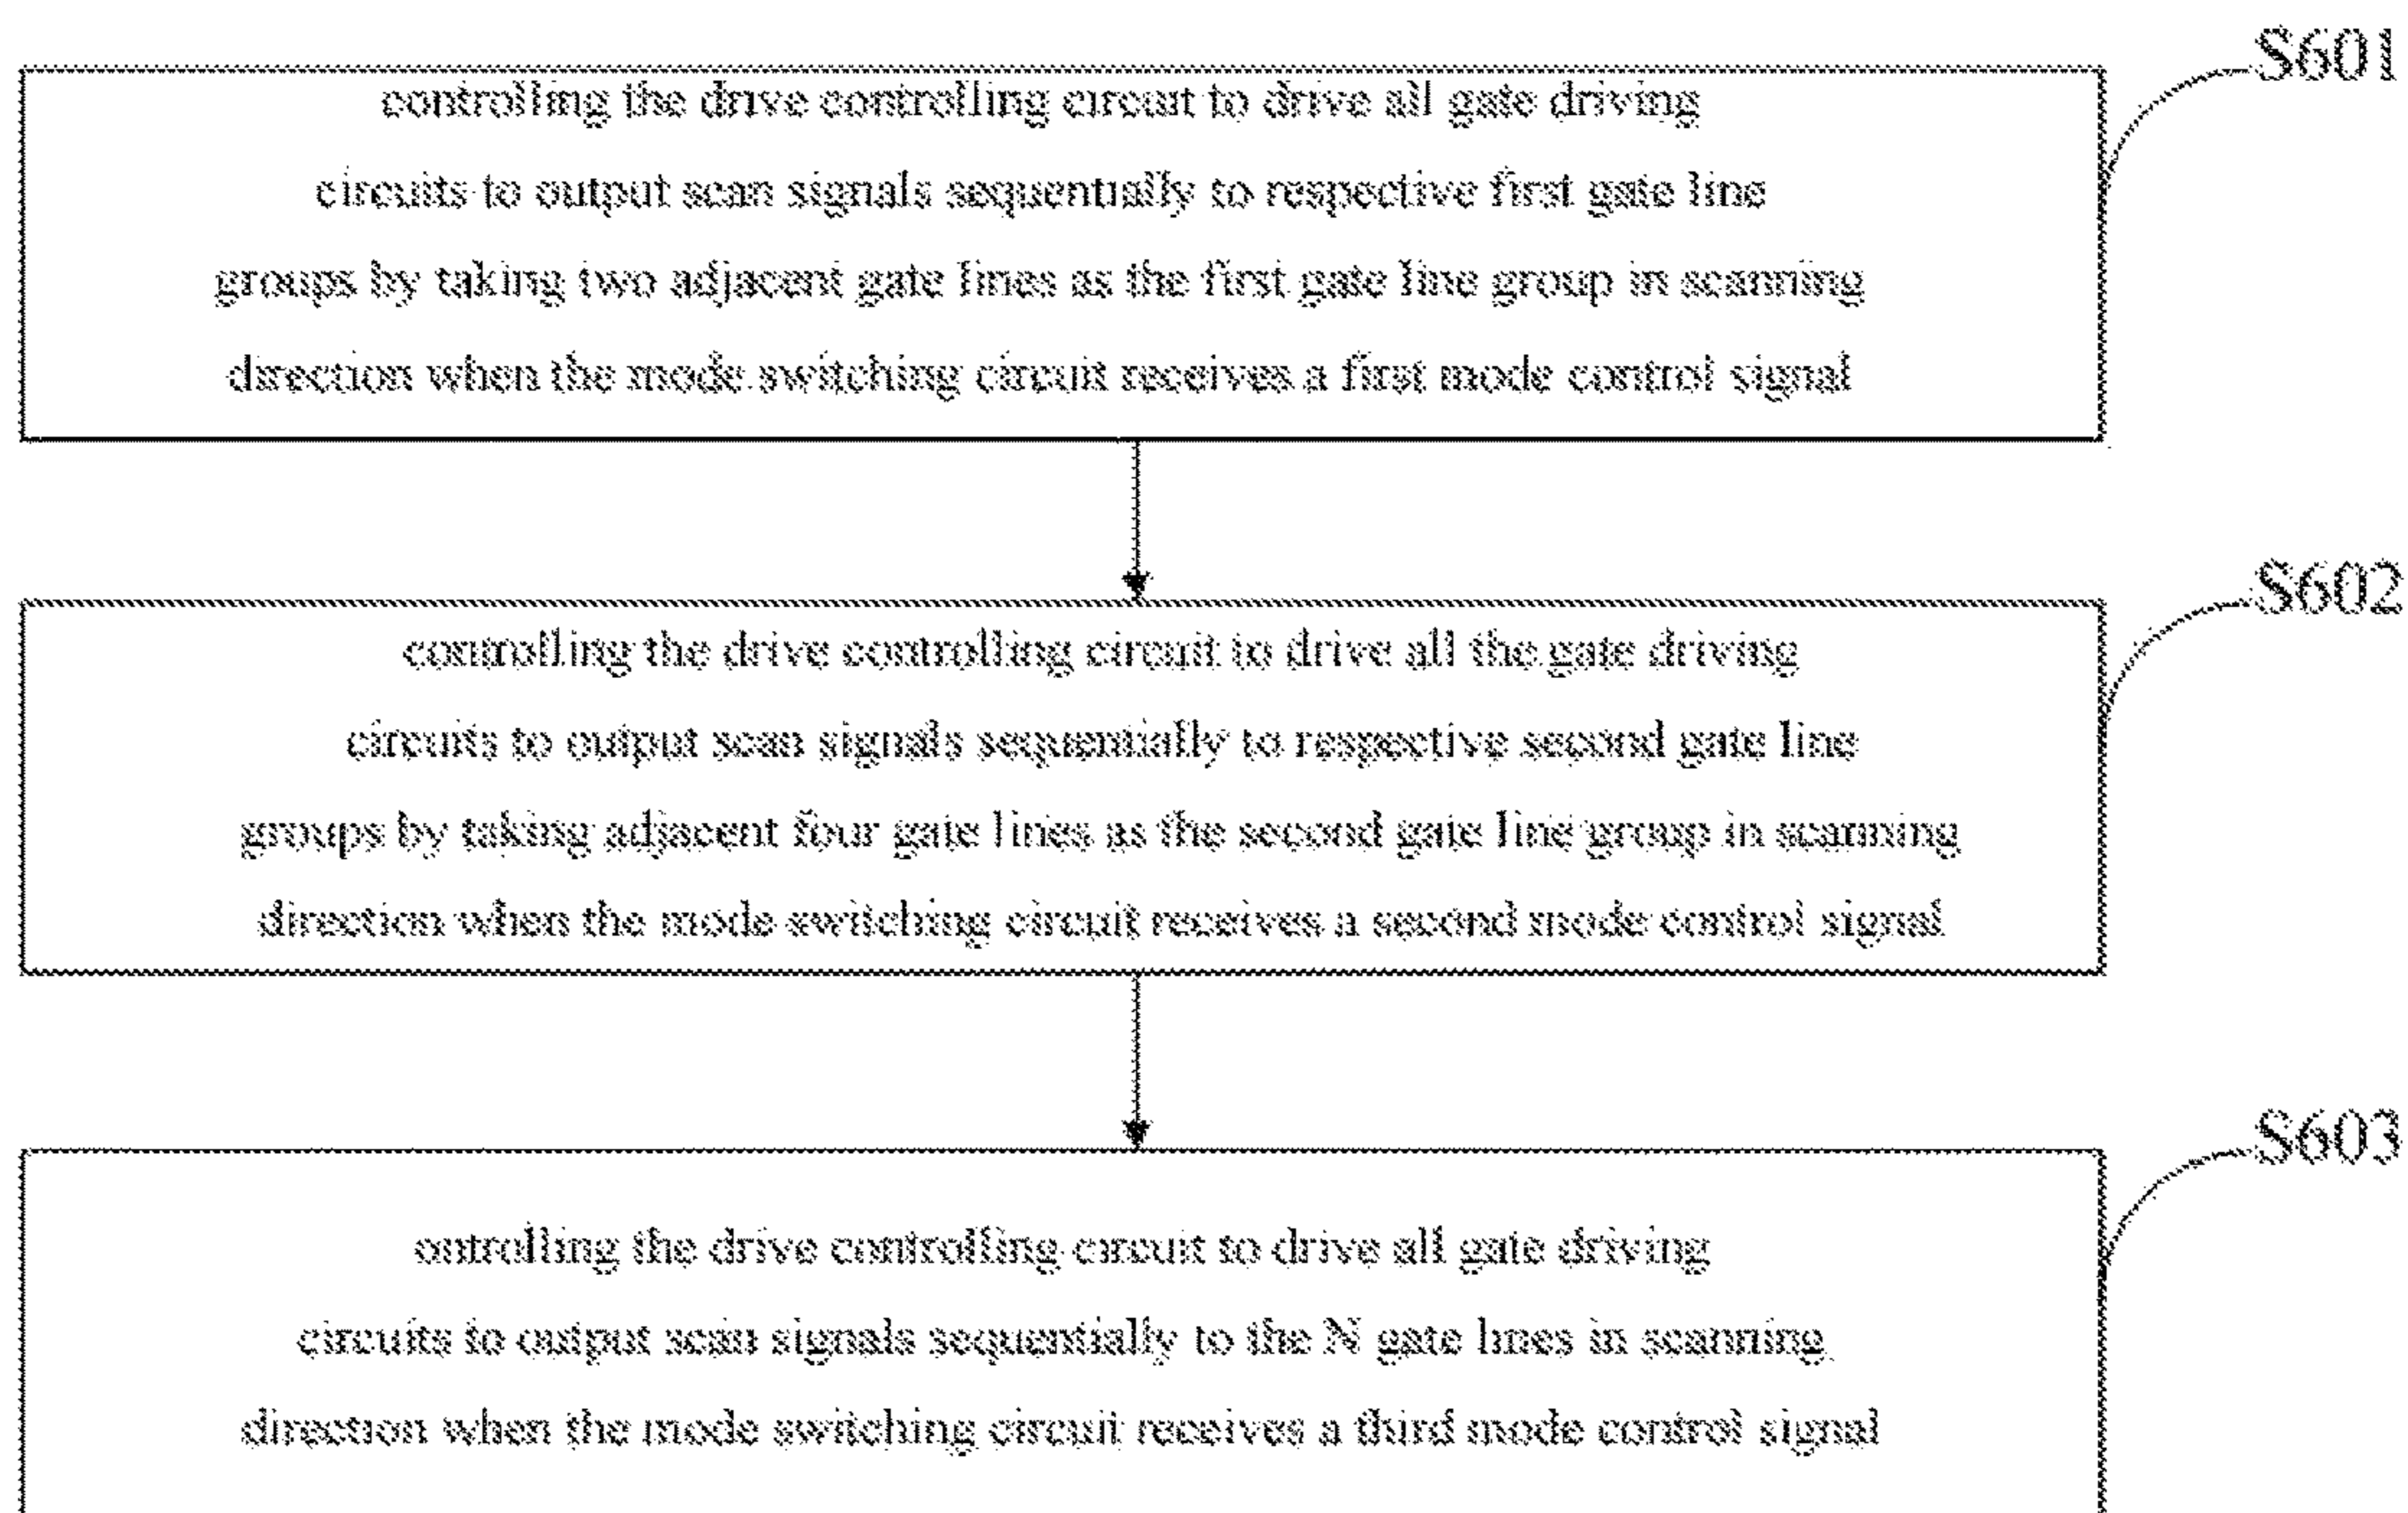 S601
controlling the drive controlling circuit to drive all gate driving
circuits to output scan signals sequentially to respective first gate line
groups by taking two adjacent gate lines as the first gate line group in scanning
direction when the mode switching circuit receives a first mode control signal
S602
controlling the drive controlling circuit to drive all the gate driving
circuits to output scan signals sequentially to respective second gate line
groups by taking adjacent four gate lines as the second gate line group in scanning
direction when the mode switching circuit receives a second mode control signal
S603
ontrolling the drive controlling circuit to drive all gate driving
circuits to output scan signals sequentially to the N gate lines in scanning
direction when the mode switching circuit receives a third mode control signal